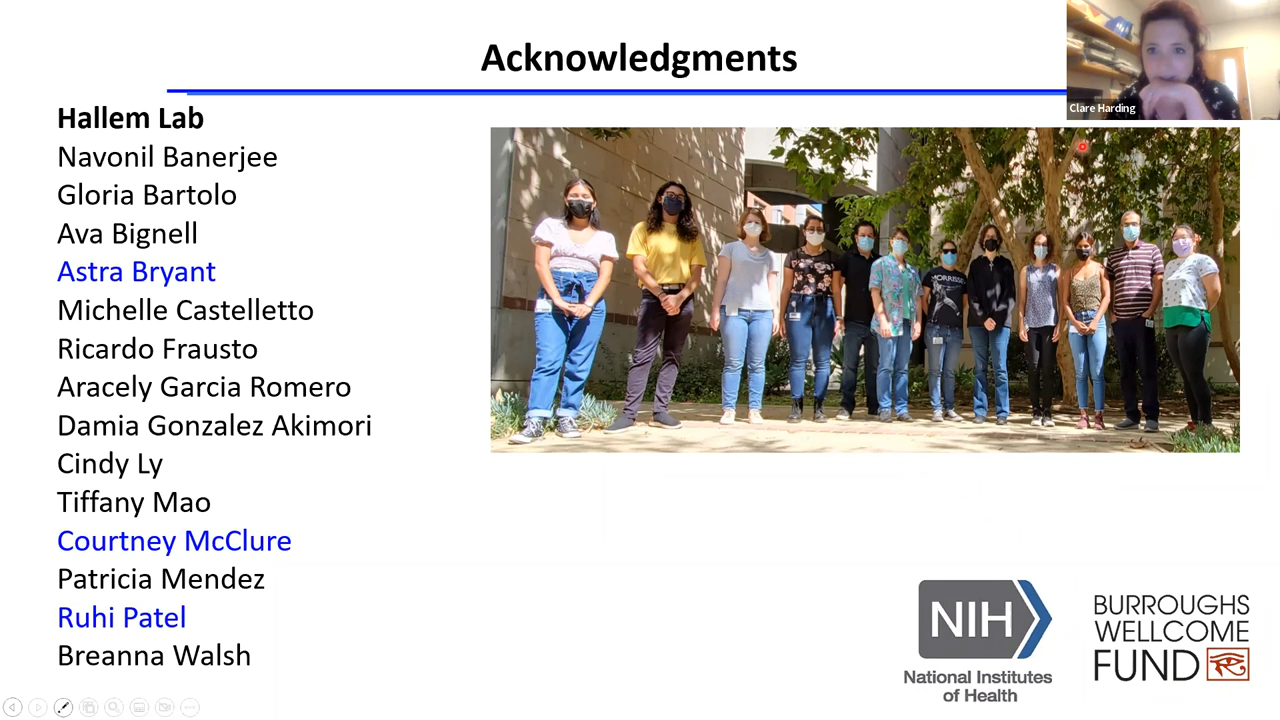 Acknowledgments
Clare Harding
Hallem Lab
Navonil Banerjee
Gloria Bartolo
Ava Bignell
Astra Bryant
Michelle Castelletto
Ricardo Frausto
Aracely Garcia Romero
Damia Gonzalez Akimori
Cindy Ly
Tiffany Mao
Courtney McClure
Patricia Mendez
Ruhi Patel
Breanna Walsh
MORRISSEY
NIH
National Institutes
of Health
BURROUGHS
WELLCOME
FUND